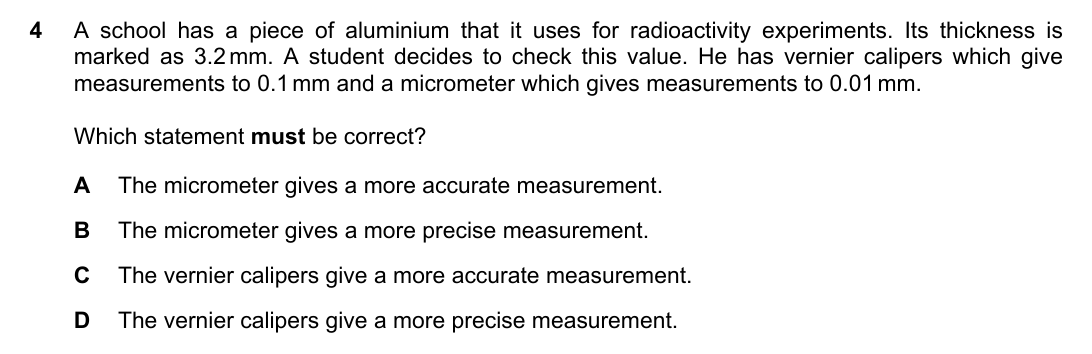 4 A school has a piece of aluminium that it uses for radioactivity experiments. Its thickness is
marked as 3.2 mm. A student decides to check this value. He has vernier calipers which give
measurements to 0.1 mm and a micrometer which gives measurements to 0.01 mm.
Which statement must be correct?
A The micrometer gives a more accurate measurement.
B The micrometer gives a more precise measurement.
C The vernier calipers give a more accurate measurement.
D The vernier calipers give a more precise measurement.